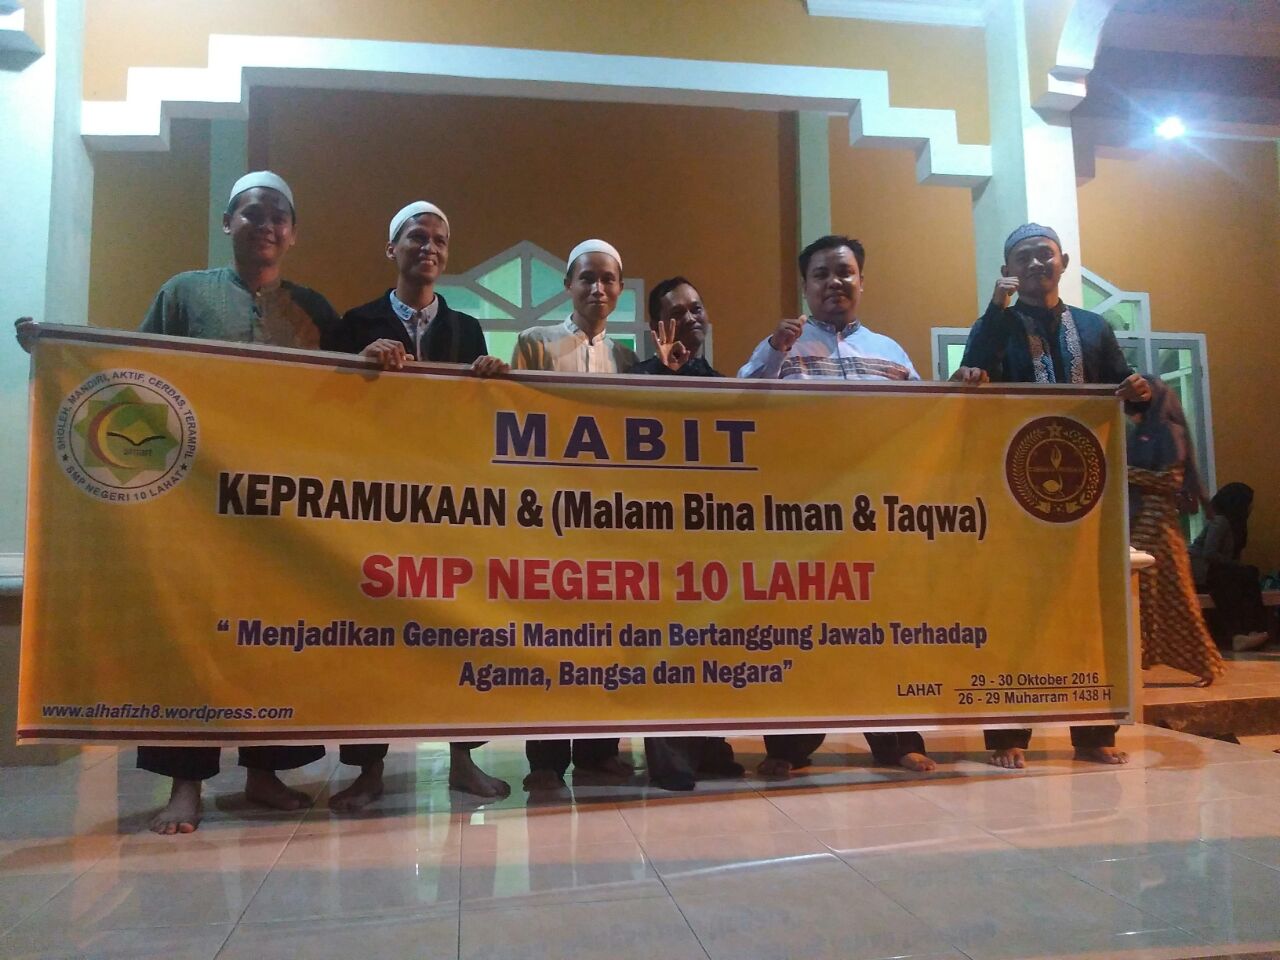 SHOLEH, MANDIRI, AKTIF, CERDAS, TERAMPIL
SMP NEGERI 10 LAHAT
MABIT
KEPRAMUKAAN & (Malam Bina Iman & Taqwa)
SMP NEGERI 10 LAHAT
“ Menjadikan Generasi Mandiri dan Bertanggung Jawab Terhadap
Agama, Bangsa dan Negara”
LAHAT 29 - 30 Oktober 2016
26 - 29 Muharram 1438 H
www.alhafizh8.wordpress.com